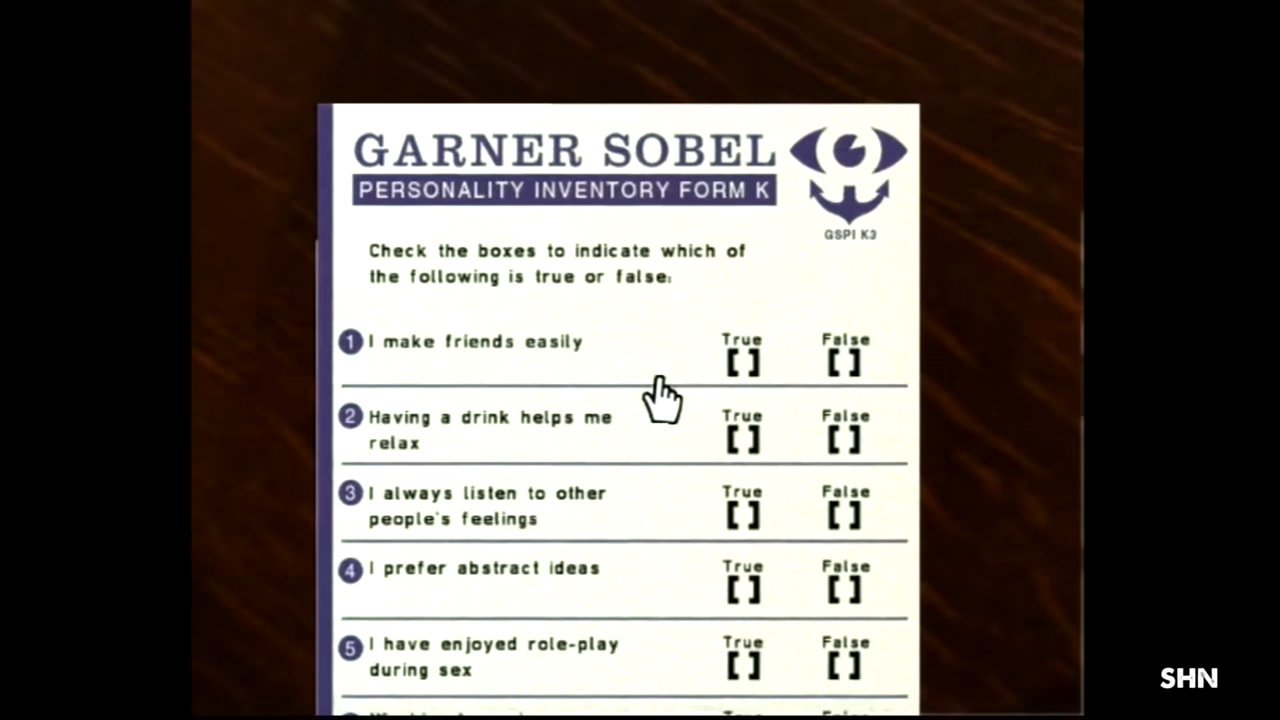 GARNER SOBEL
PERSONALITY INVENTORY FORM K
GSPI K3
Check the boxes to indicate which of
the following is true or false:
1 I make friends easily True False
[ ] [ ]
2 Having a drink helps me True False
relax [ ] [ ]
3 I always listen to other True False
people's feelings [ ] [ ]
4 I prefer abstract ideas True False
[ ] [ ]
5 I have enjoyed role-play True False
during sex [ ] [ ]
SHN